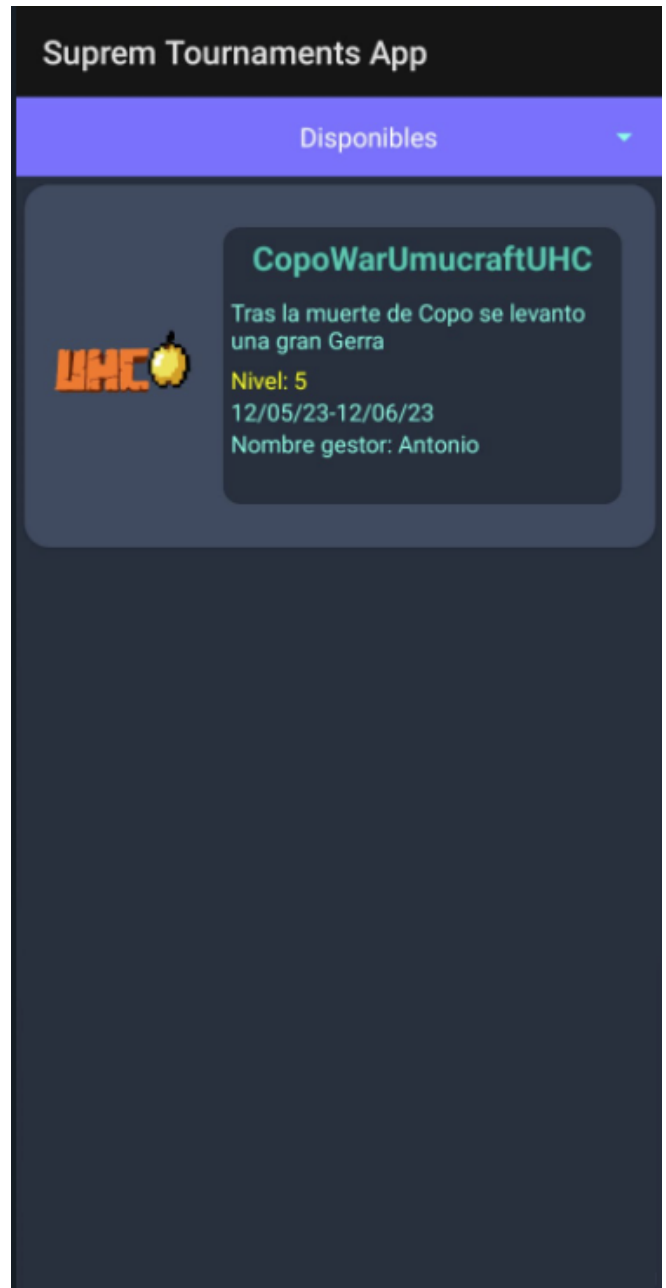 Suprem Tournaments App
Disponibles
CopoWarUmucraftUHC
Tras la muerte de Copo se levanto
una gran Gerra
UHC
Nivel: 5
12/05/23-12/06/23
Nombre gestor: Antonio